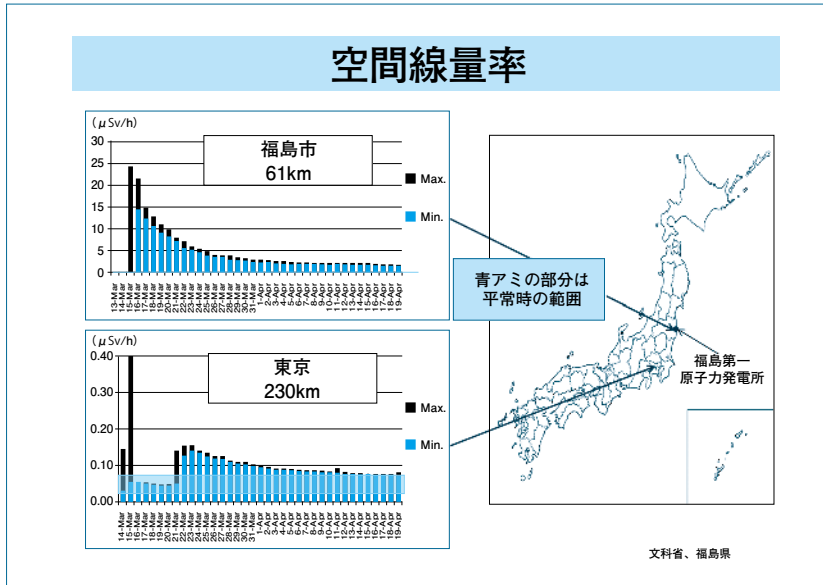 空間線量率
(μSv/h)
福島市
61km
30
25
20
15
10
5
0
Max.
Min.
13-Mar
14-Mar
15-Mar
16-Mar
17-Mar
18-Mar
19-Mar
20-Mar
21-Mar
22-Mar
23-Mar
24-Mar
25-Mar
26-Mar
27-Mar
28-Mar
29-Mar
30-Mar
31-Mar
1-Apr
2-Apr
3-Apr
4-Apr
5-Apr
6-Apr
7-Apr
8-Apr
9-Apr
10-Apr
11-Apr
12-Apr
13-Apr
14-Apr
15-Apr
16-Apr
17-Apr
18-Apr
19-Apr
(μSv/h)
東京
230km
0.40
0.30
0.20
0.10
0.00
Max.
Min.
14-Mar
15-Mar
16-Mar
17-Mar
18-Mar
19-Mar
20-Mar
21-Mar
22-Mar
23-Mar
24-Mar
25-Mar
26-Mar
27-Mar
28-Mar
29-Mar
30-Mar
31-Mar
1-Apr
2-Apr
3-Apr
4-Apr
5-Apr
6-Apr
7-Apr
8-Apr
9-Apr
10-Apr
11-Apr
12-Apr
13-Apr
14-Apr
15-Apr
16-Apr
17-Apr
18-Apr
19-Apr
青アミの部分は
平常時の範囲
福島第一
原子力発電所
文科省、福島県